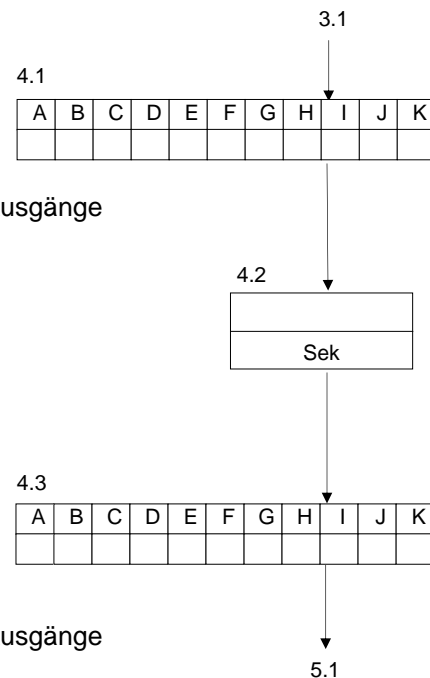 3.1
4.1
A B C D E F G H I J K
usgänge
4.2
Sek
4.3
A B C D E F G H I J K
usgänge
5.1